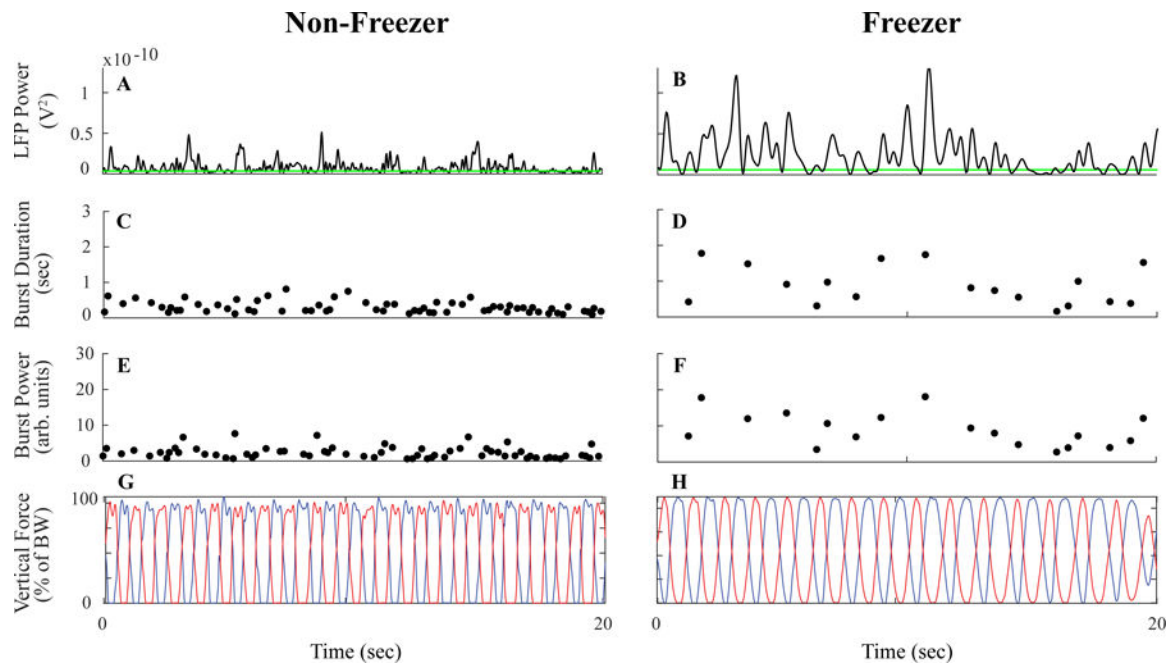 Non-Freezer
Freezer
x10^-10
LFP Power
(V²)
1
0.5
0
A
B
Burst Duration
(sec)
3
2
1
0
C
D
Burst Power
(arb. units)
30
20
10
0
E
F
Vertical Force
(% of BW)
100
0
G
H
0
20
0
20
Time (sec)
Time (sec)